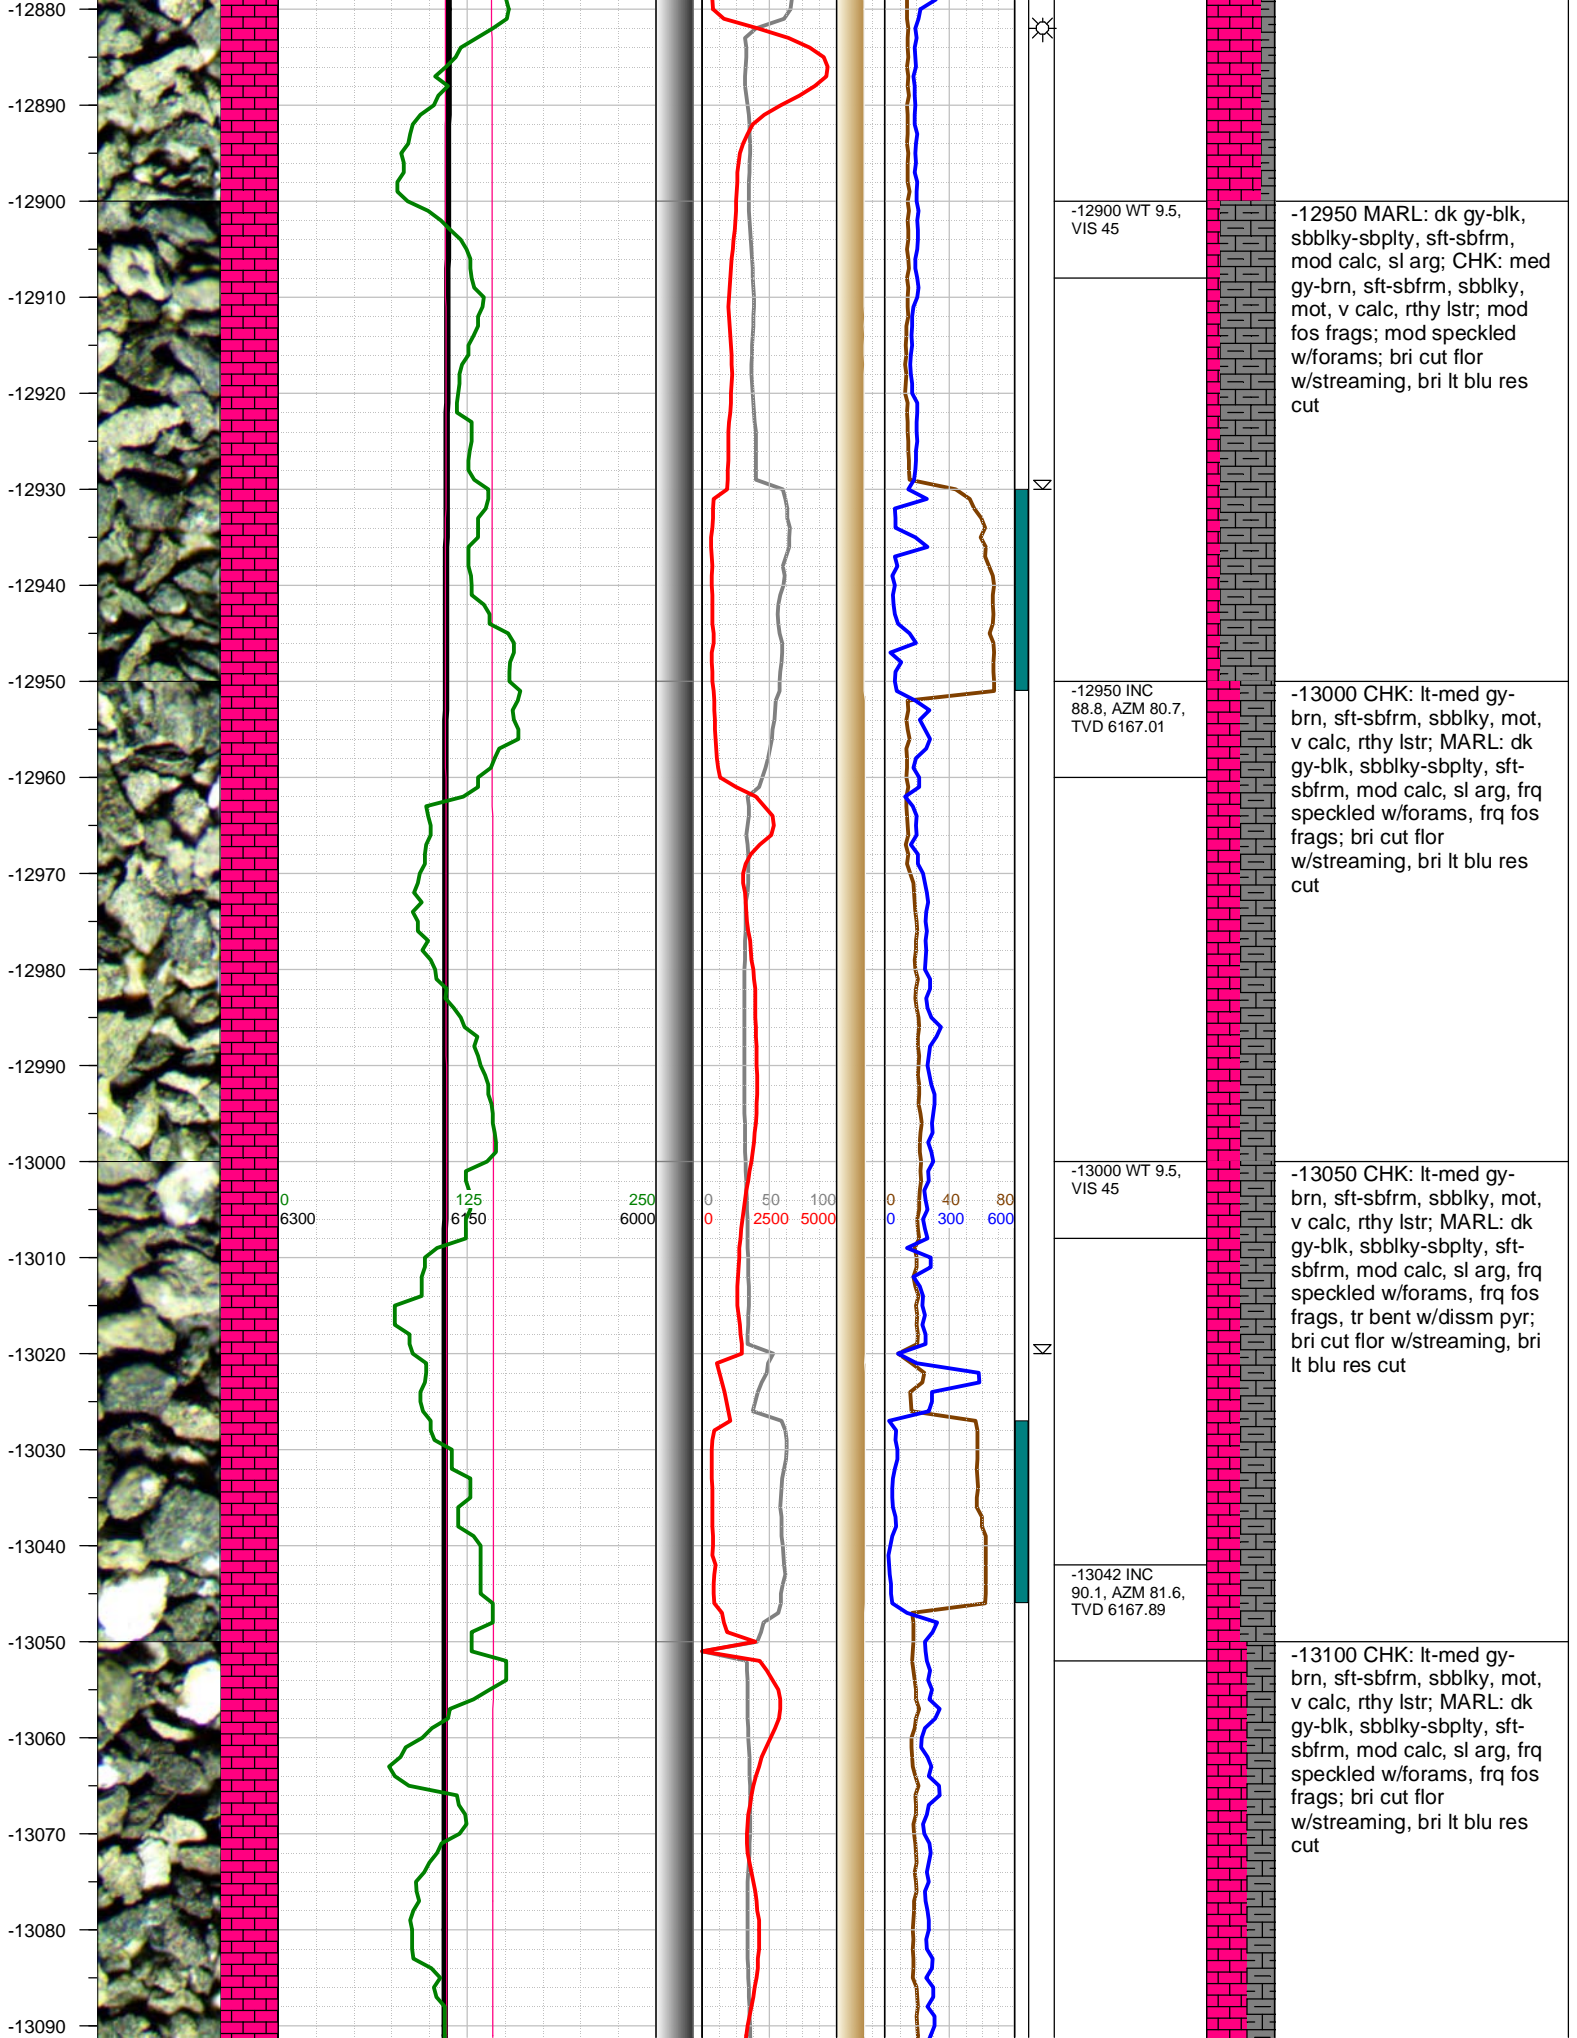 -12880
-12890
-12900
-12910
-12920
-12930
-12940
-12950
-12960
-12970
-12980
-12990
-13000
-13010
-13020
-13030
-13040
-13050
-13060
-13070
-13080
-13090
0 125 250
6300 6150 6000
0 50 100
0 2500 5000
0 40 80
0 300 600
-12900 WT 9.5,
VIS 45
-12950 INC
88.8, AZM 80.7,
TVD 6167.01
-13000 WT 9.5,
VIS 45
-13042 INC
90.1, AZM 81.6,
TVD 6167.89
-12950 MARL: dk gy-blk,
sbblky-sbplty, sft-sbfrm,
mod calc, sl arg; CHK: med
gy-brn, sft-sbfrm, sbblky,
mot, v calc, rthy lstr; mod
fos frags; mod speckled
w/forams; bri cut flor
w/streaming, bri lt blu res
cut
-13000 CHK: lt-med gy-
brn, sft-sbfrm, sbblky, mot,
v calc, rthy lstr; MARL: dk
gy-blk, sbblky-sbplty, sft-
sbfrm, mod calc, sl arg, frq
speckled w/forams, frq fos
frags; bri cut flor
w/streaming, bri lt blu res
cut
-13050 CHK: lt-med gy-
brn, sft-sbfrm, sbblky, mot,
v calc, rthy lstr; MARL: dk
gy-blk, sbblky-sbplty, sft-
sbfrm, mod calc, sl arg, frq
speckled w/forams, frq fos
frags, tr bent w/dissm pyr;
bri cut flor w/streaming, bri
lt blu res cut
-13100 CHK: lt-med gy-
brn, sft-sbfrm, sbblky, mot,
v calc, rthy lstr; MARL: dk
gy-blk, sbblky-sbplty, sft-
sbfrm, mod calc, sl arg, frq
speckled w/forams, frq fos
frags; bri cut flor
w/streaming, bri lt blu res
cut